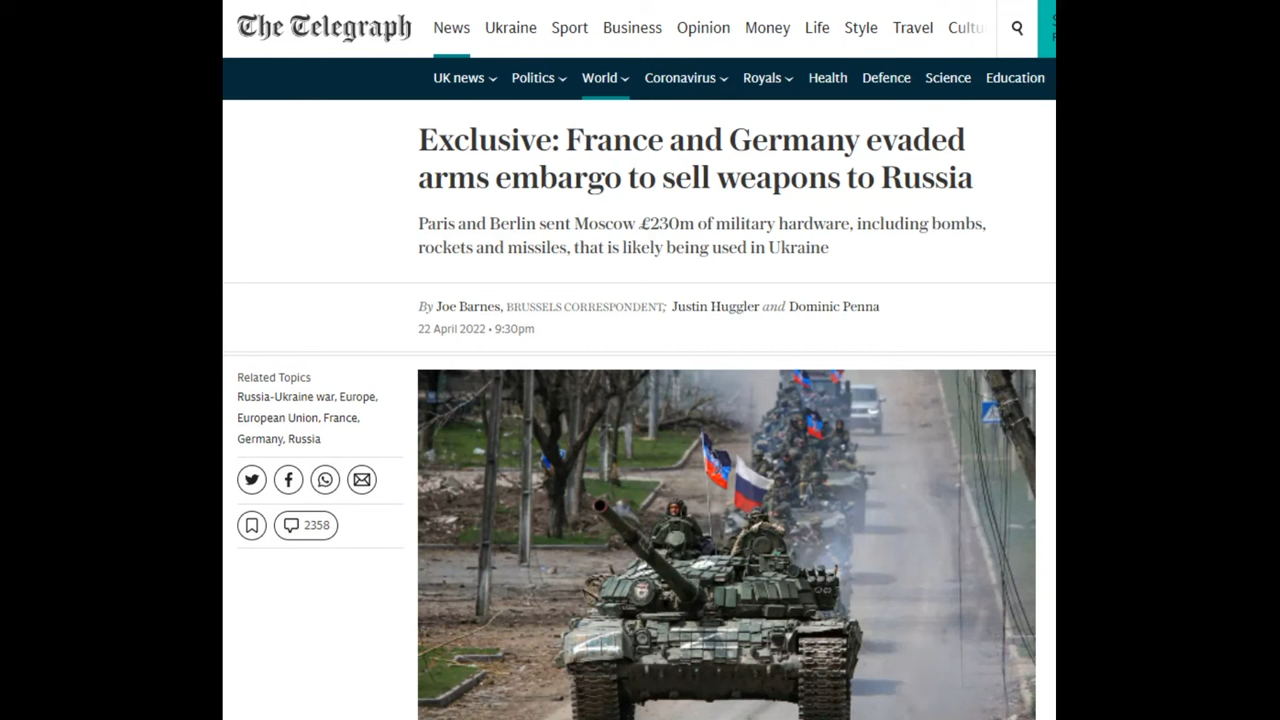 The Telegraph
News Ukraine Sport Business Opinion Money Life Style Travel
UK news Politics World Coronavirus Royals Health Defence Science Education
Exclusive: France and Germany evaded
arms embargo to sell weapons to Russia
Paris and Berlin sent Moscow £230m of military hardware, including bombs,
rockets and missiles, that is likely being used in Ukraine
By Joe Barnes, BRUSSELS CORRESPONDENT; Justin Huggler and Dominic Penna
22 April 2022 • 9:30pm
Related Topics
Russia-Ukraine war, Europe,
European Union, France,
Germany, Russia
2358